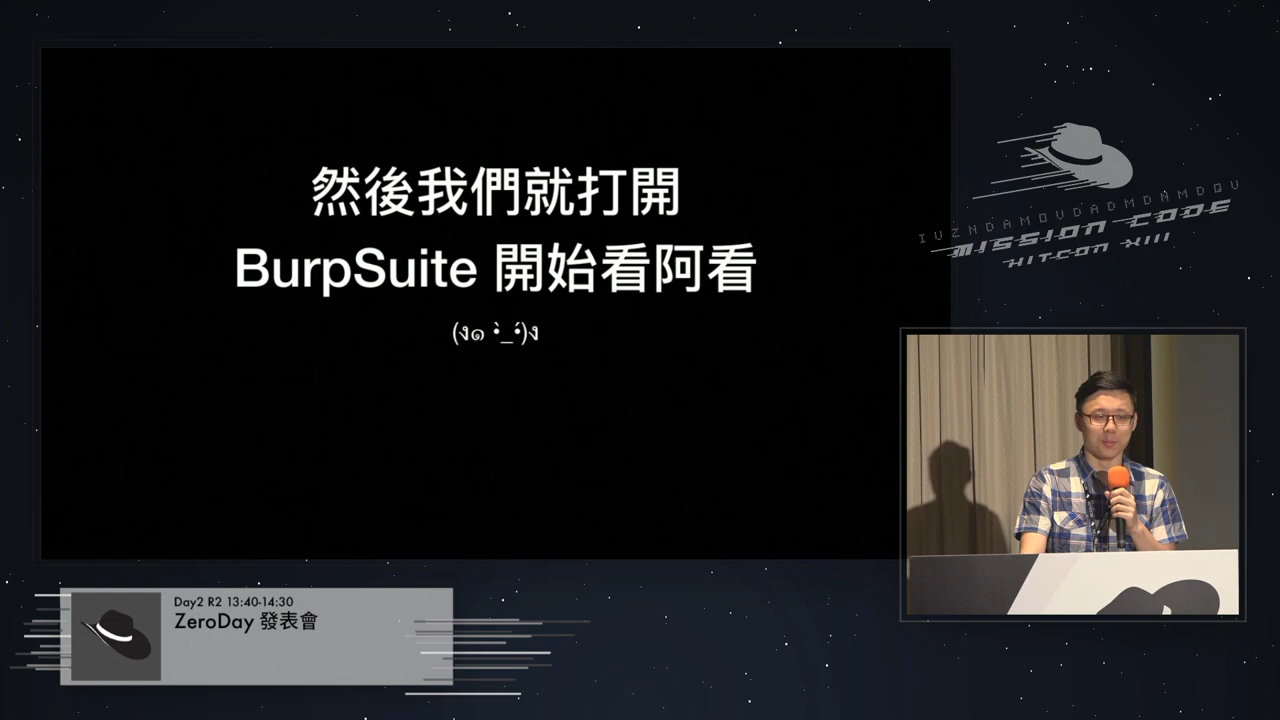 然後我們就打開
BurpSuite 開始看阿看
(ง๑ •̀_•́)ง
IVZNDAMOVDADMDNMDQV
MISSION CODE
HITCON XIII
Day2 R2 13:40-14:30
ZeroDay 發表會